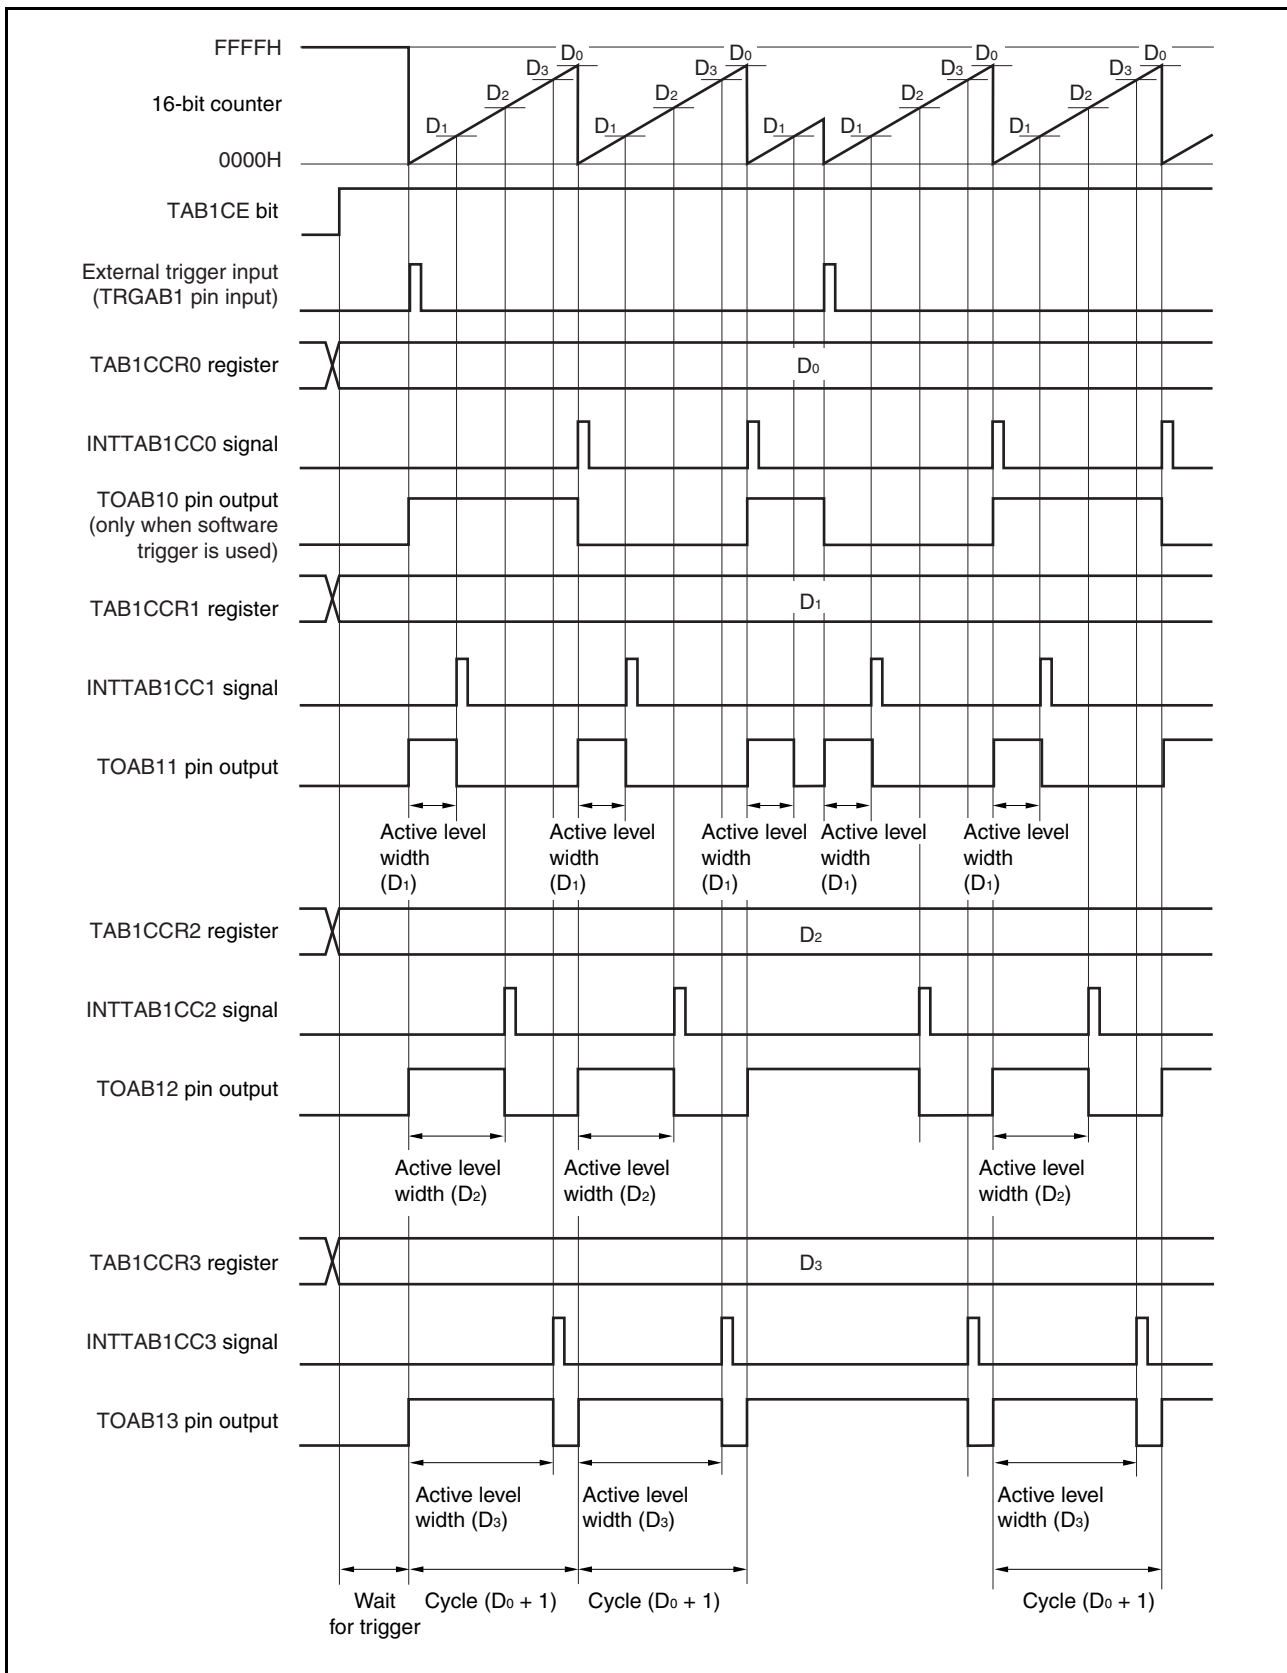 FFFFH
D0 D0 D0 D0
D3 D3 D3 D3
16-bit counter
D2 D2 D2 D2
D1 D1 D1 D1 D1
0000H
TAB1CE bit
External trigger input
(TRGAB1 pin input)
TAB1CCR0 register
D0
INTTAB1CC0 signal
TOAB10 pin output
(only when software
trigger is used)
TAB1CCR1 register
D1
INTTAB1CC1 signal
TOAB11 pin output
Active level Active level Active level Active level Active level
width width width width width
(D1) (D1) (D1) (D1) (D1)
TAB1CCR2 register
D2
INTTAB1CC2 signal
TOAB12 pin output
Active level Active level Active level
width (D2) width (D2) width (D2)
TAB1CCR3 register
D3
INTTAB1CC3 signal
TOAB13 pin output
Active level Active level Active level
width (D3) width (D3) width (D3)
Wait Cycle (D0 + 1) Cycle (D0 + 1) Cycle (D0 + 1)
for trigger